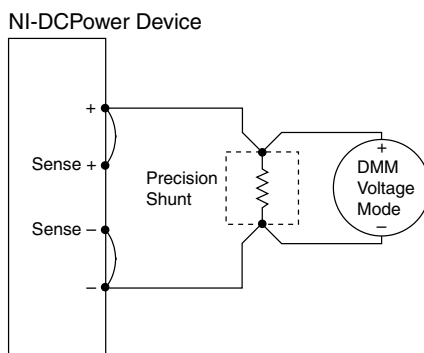 NI-DCPower Device
+
Sense +
Sense −
−
Precision
Shunt
+
DMM
Voltage
Mode
−